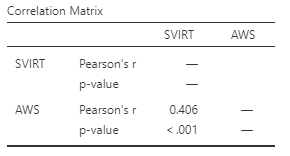 Correlation Matrix
SVIRT AWS
SVIRT Pearson's r — 
p-value —
AWS Pearson's r 0.406 —
p-value < .001 —